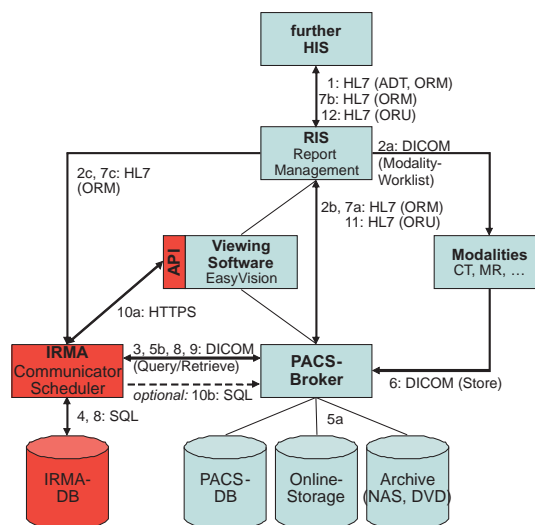 further
HIS
1: HL7 (ADT, ORM)
7b: HL7 (ORM)
12: HL7 (ORU)
RIS
Report
Management
2a: DICOM
(Modality-
Worklist)
2c, 7c: HL7
(ORM)
2b, 7a: HL7 (ORM)
11: HL7 (ORU)
API
Viewing
Software
EasyVision
Modalities
CT, MR, …
10a: HTTPS
IRMA
Communicator
Scheduler
3, 5b, 8, 9: DICOM
(Query/Retrieve)
optional: 10b: SQL
PACS-
Broker
6: DICOM (Store)
4, 8: SQL
5a
IRMA-
DB
PACS-
DB
Online-
Storage
Archive
(NAS, DVD)